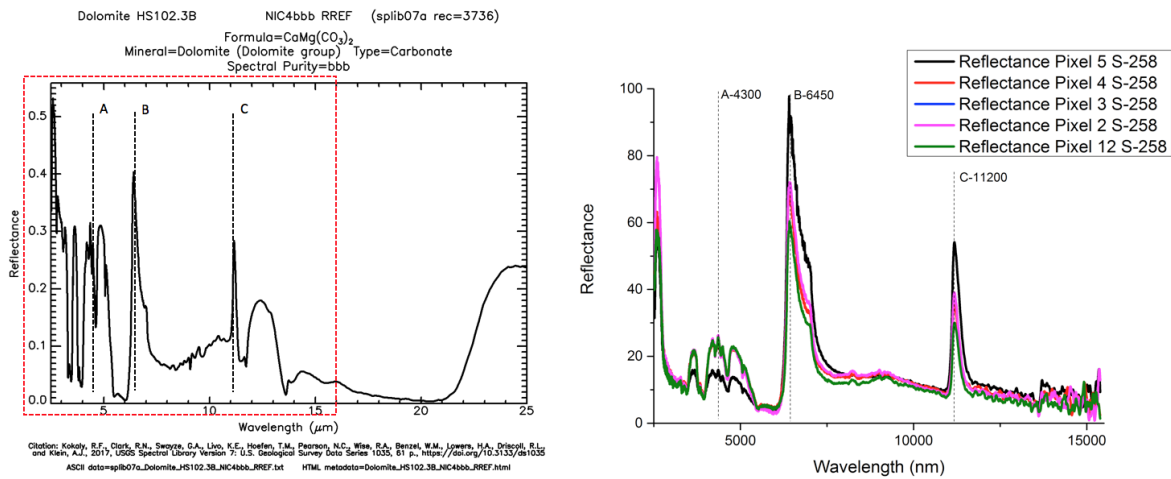 Dolomite HS102.3B NIC4bbb RREF (splib07a rec=3736)
Formula=CaMg(CO3)2
Mineral=Dolomite (Dolomite group) Type=Carbonate
Spectral Purity=bbb
A
B
C
0.5
0.4
0.3
0.2
0.1
0.0
Reflectance
5
10
15
20
25
Wavelength (μm)
Citation: Kokaly, R.F., Clark, R.N., Swayze, G.A., Livo, K.E., Hoefen, T.M., Pearson, N.C., Wise, R.A., Benzel, W.M., Lowers, H.A., Driscoll, R.L.,
and Klein, A.J., 2017, USGS Spectral Library Version 7: U.S. Geological Survey Data Series 1035, 61 p., https://doi.org/10.3133/ds1035
ASCII data=splib07a_Dolomite_HS102.3B_NIC4bbb_RREF.txt HTML metadata=Dolomite_HS102.3B_NIC4bbb_RREF.html
Reflectance Pixel 5 S-258
Reflectance Pixel 4 S-258
Reflectance Pixel 3 S-258
Reflectance Pixel 2 S-258
Reflectance Pixel 12 S-258
A-4300
B-6450
C-11200
100
80
60
40
20
0
Reflectance
5000
10000
15000
Wavelength (nm)